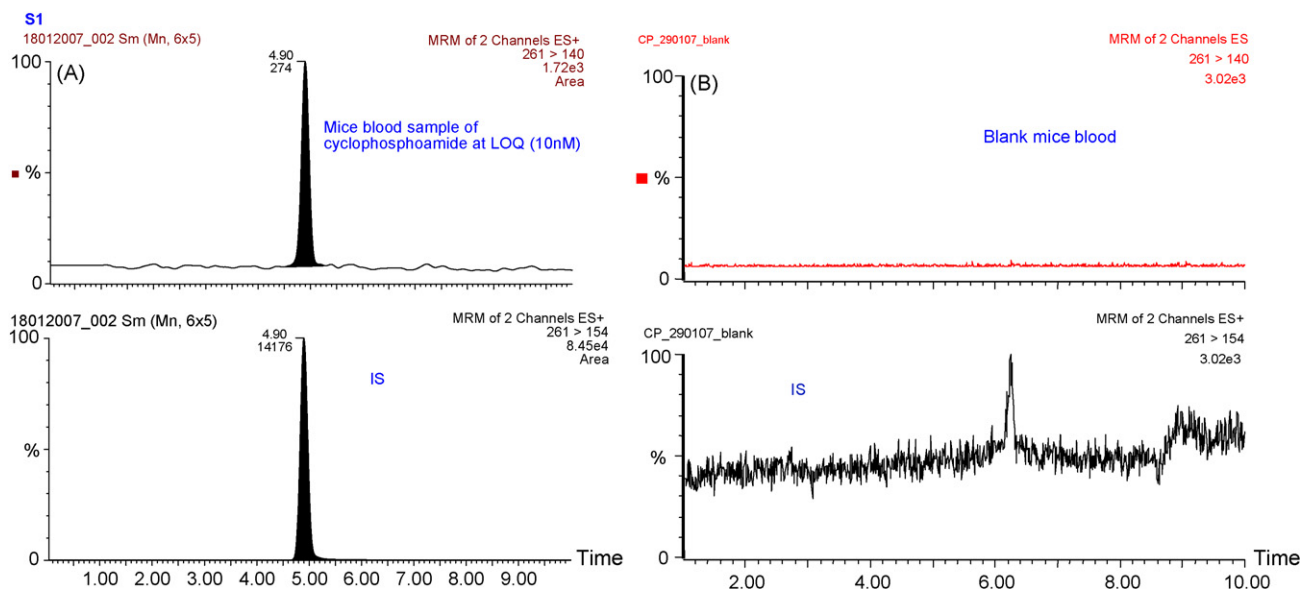 S1
18012007_002 Sm (Mn, 6x5)
MRM of 2 Channels ES+
261 > 140
1.72e3
Area
(A)
4.90
274
100
%
0
Mice blood sample of
cyclophosphoamide at LOQ (10nM)
CP_290107_blank
MRM of 2 Channels ES
261 > 140
3.02e3
(B)
100
%
0
Blank mice blood
18012007_002 Sm (Mn, 6x5)
MRM of 2 Channels ES+
261 > 154
8.45e4
Area
4.90
14176
100
%
0
IS
1.00 2.00 3.00 4.00 5.00 6.00 7.00 8.00 9.00
Time
CP_290107_blank
MRM of 2 Channels ES+
261 > 154
3.02e3
100
%
0
IS
2.00 4.00 6.00 8.00 10.00
Time